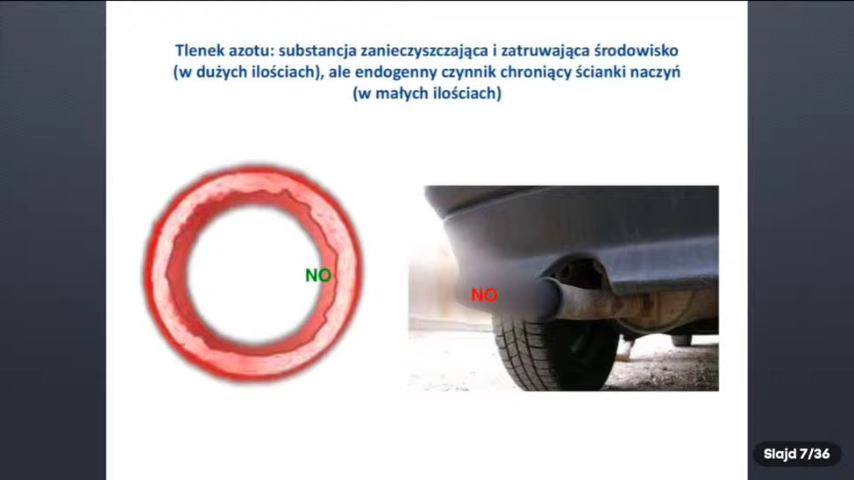 Tlenek azotu: substancja zanieczyszczająca i zatruwająca środowisko
(w dużych ilościach), ale endogenny czynnik chroniący ścianki naczyń
(w małych ilościach)
NO
NO
Slajd 7/36